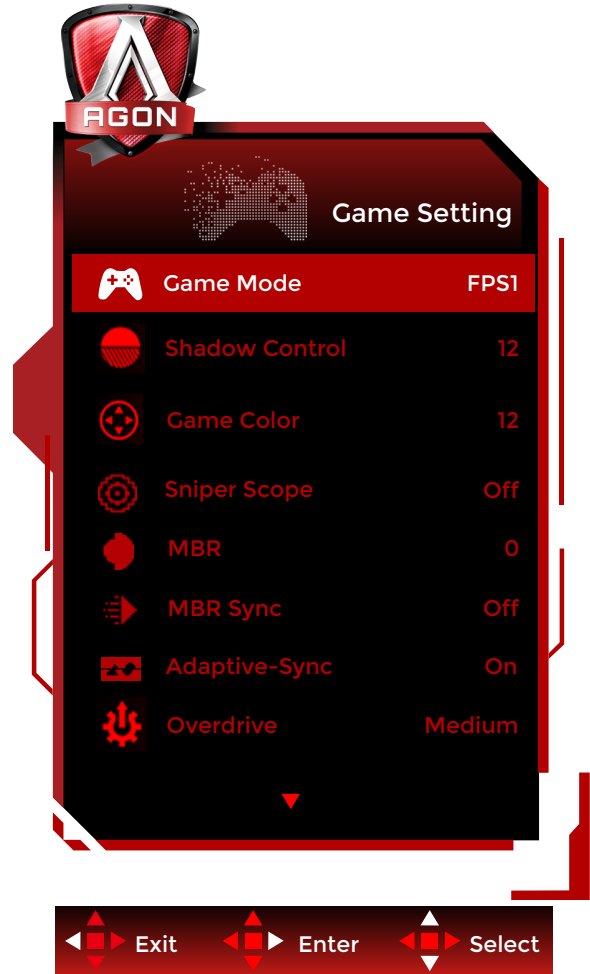 AGON
Game Setting
Game Mode FPS1
Shadow Control 12
Game Color 12
Sniper Scope Off
MBR 0
MBR Sync Off
Adaptive-Sync On
Overdrive Medium
Exit Enter Select